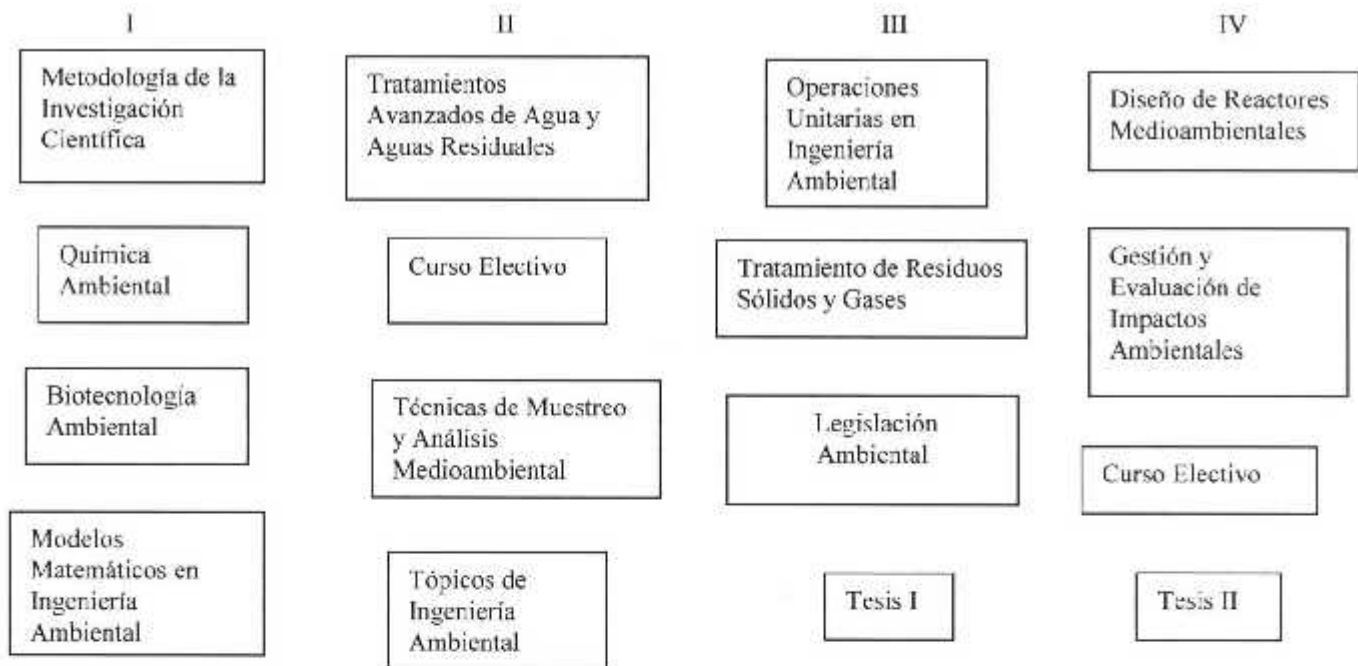 I
Metodología de la
Investigación
Científica
Química
Ambiental
Biotecnología
Ambiental
Modelos
Matemáticos en
Ingeniería
Ambiental
II
Tratamientos
Avanzados de Agua y
Aguas Residuales
Curso Electivo
Técnicas de Muestreo
y Análisis
Medioambiental
Tópicos de
Ingeniería
Ambiental
III
Operaciones
Unitarias en
Ingeniería
Ambiental
Tratamiento de Residuos
Sólidos y Gases
Legislación
Ambiental
Tesis I
IV
Diseño de Reactores
Medioambientales
Gestión y
Evaluación de
Impactos
Ambientales
Curso Electivo
Tesis II